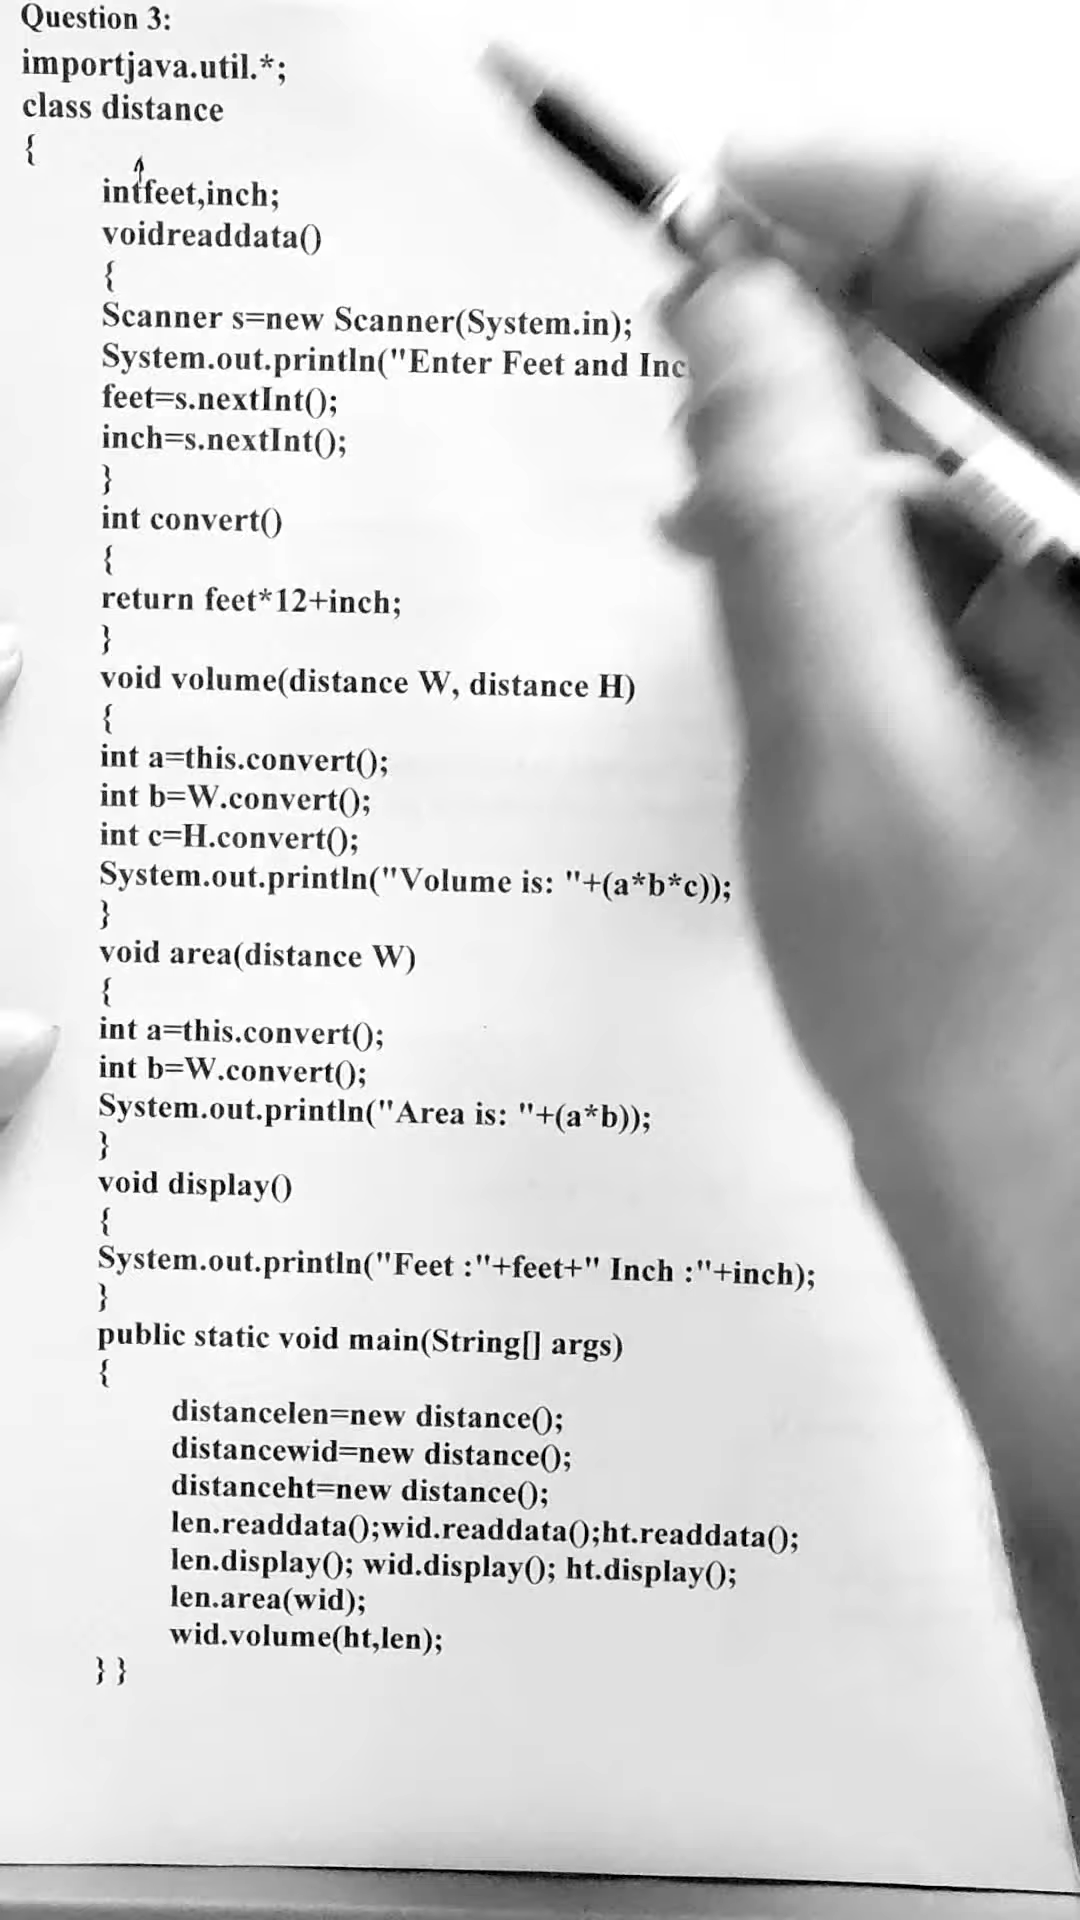 Question 3:
importjava.util.*;
class distance
{
intfeet,inch;
voidreaddata()
{
Scanner s=new Scanner(System.in);
System.out.println("Enter Feet and Inc
feet=s.nextInt();
inch=s.nextInt();
}
int convert()
{
return feet*12+inch;
}
void volume(distance W, distance H)
{
int a=this.convert();
int b=W.convert();
int c=H.convert();
System.out.println("Volume is: "+(a*b*c));
}
void area(distance W)
{
int a=this.convert();
int b=W.convert();
System.out.println("Area is: "+(a*b));
}
void display()
{
System.out.println("Feet :"+feet+" Inch :"+inch);
}
public static void main(String[] args)
{
distancelen=new distance();
distancewid=new distance();
distanceht=new distance();
len.readdata();wid.readdata();ht.readdata();
len.display(); wid.display(); ht.display();
len.area(wid);
wid.volume(ht,len);
} }